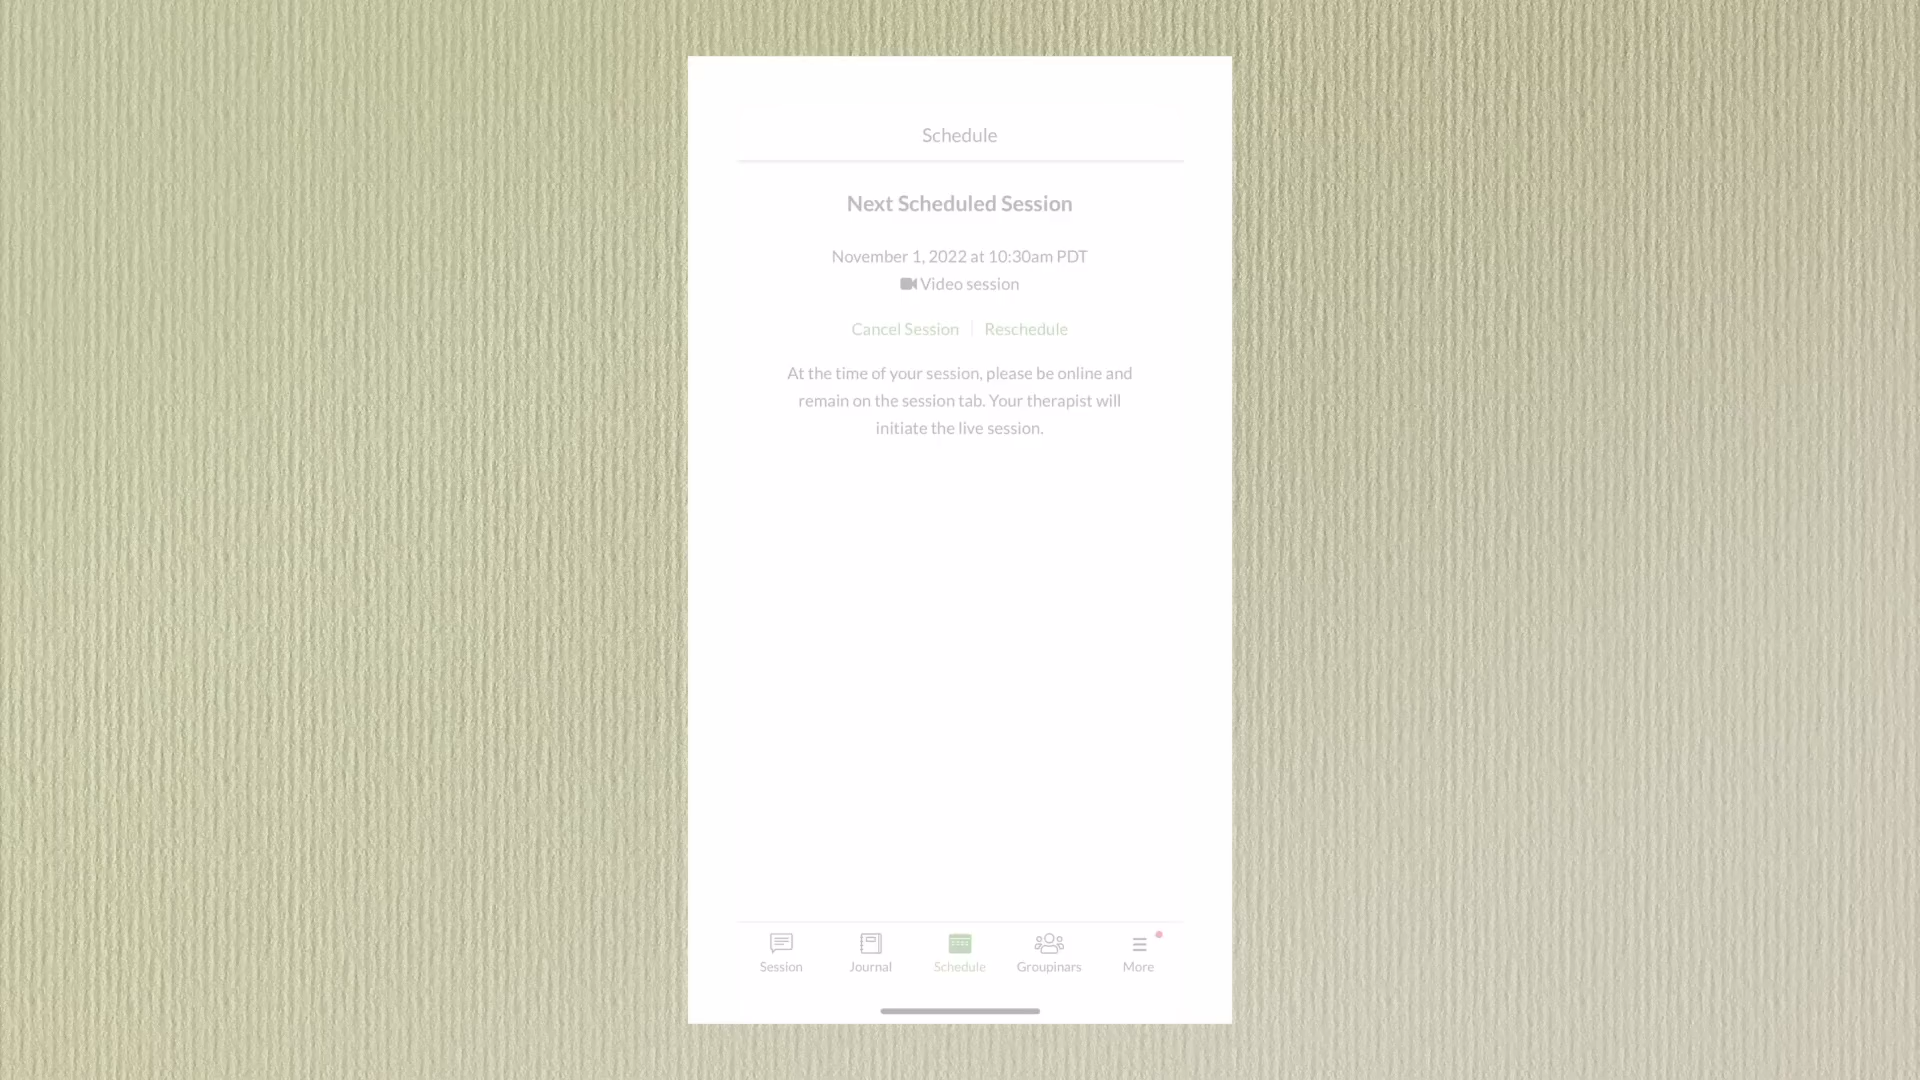 Schedule
Next Scheduled Session
November 1, 2022 at 10:30am PDT
Video session
Cancel Session | Reschedule
At the time of your session, please be online and
remain on the session tab. Your therapist will
initiate the live session.
Session Journal Schedule Groupinars More